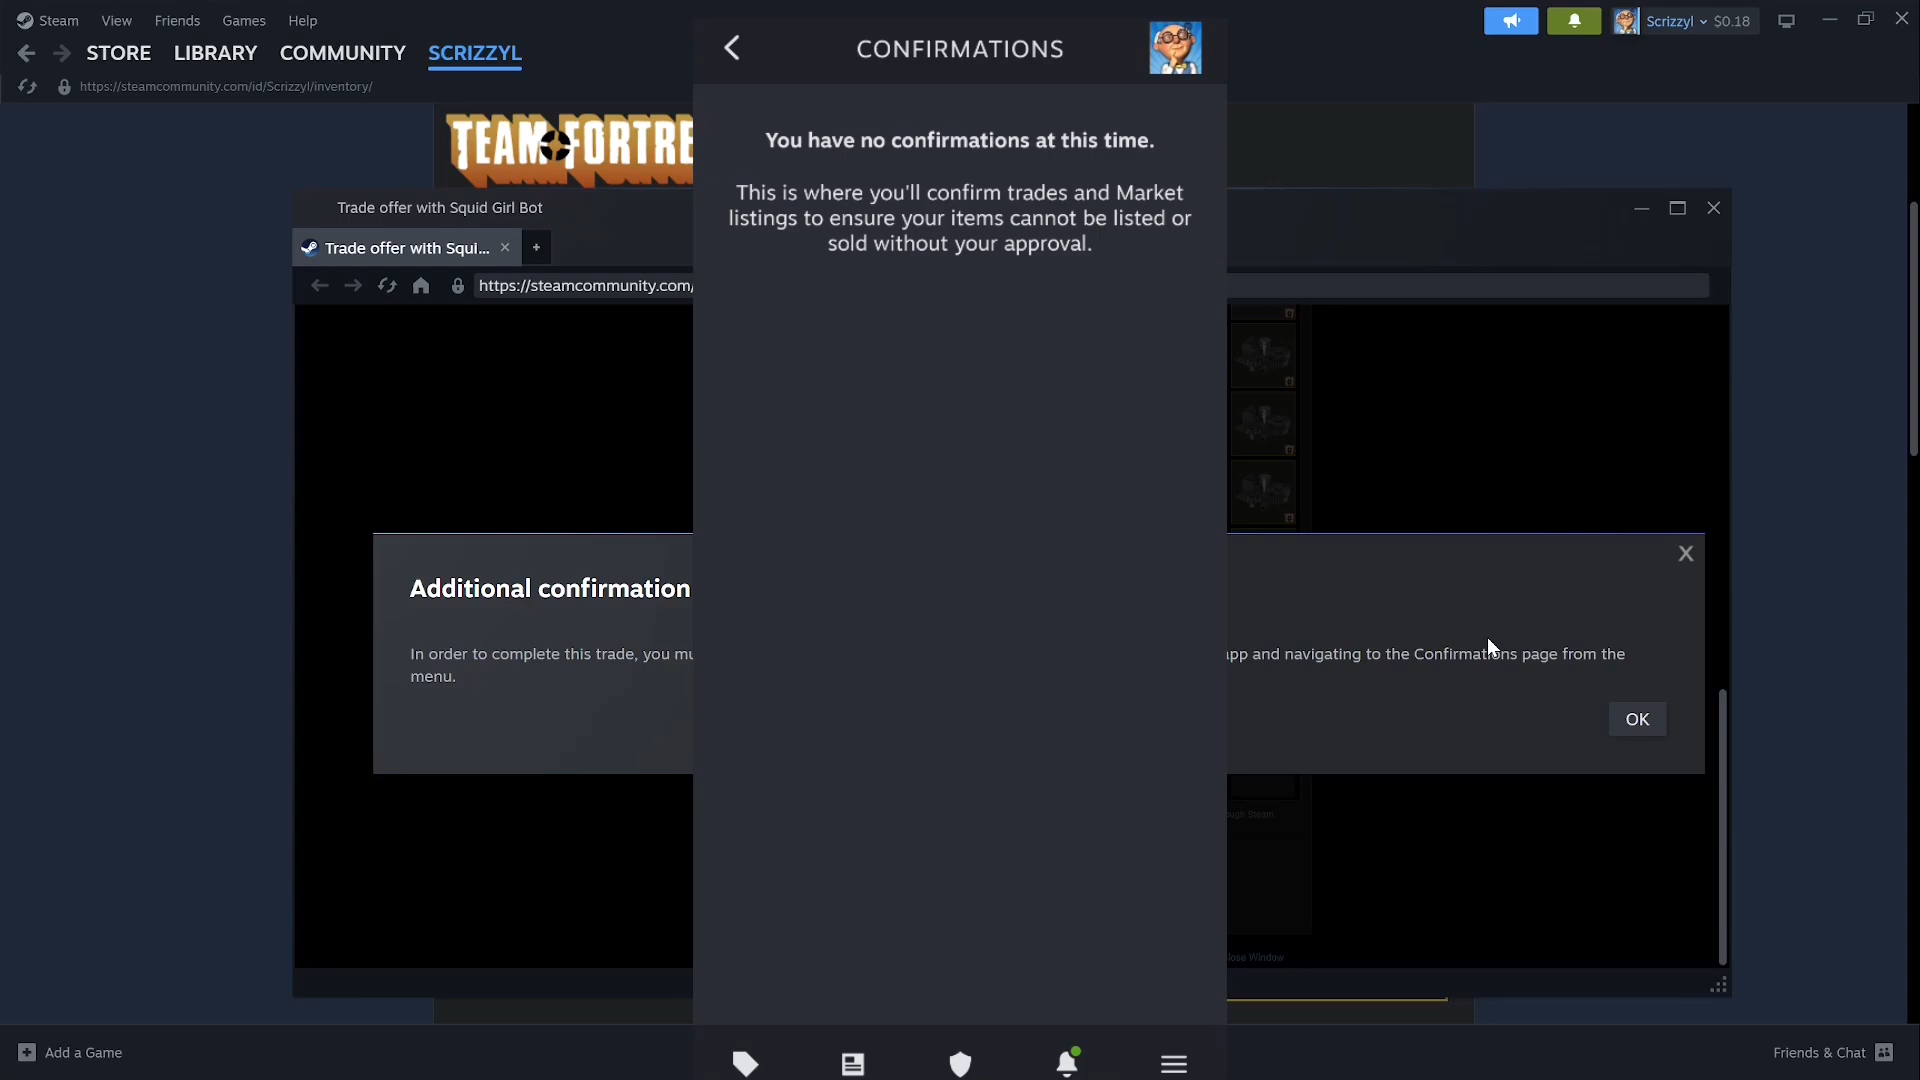 Steam View Friends Games Help
Scrizzyl $0.18
STORE LIBRARY COMMUNITY SCRIZZYL
https://steamcommunity.com/id/Scrizzyl/inventory/
CONFIRMATIONS
TEAM FORTRE
You have no confirmations at this time.
This is where you'll confirm trades and Market
listings to ensure your items cannot be listed or
sold without your approval.
Trade offer with Squid Girl Bot
Trade offer with Squi...
https://steamcommunity.com/
Additional confirmation
X
In order to complete this trade, you mu
app and navigating to the Confirmations page from the
menu.
OK
ough Steam.
lose Window
Add a Game
Friends & Chat